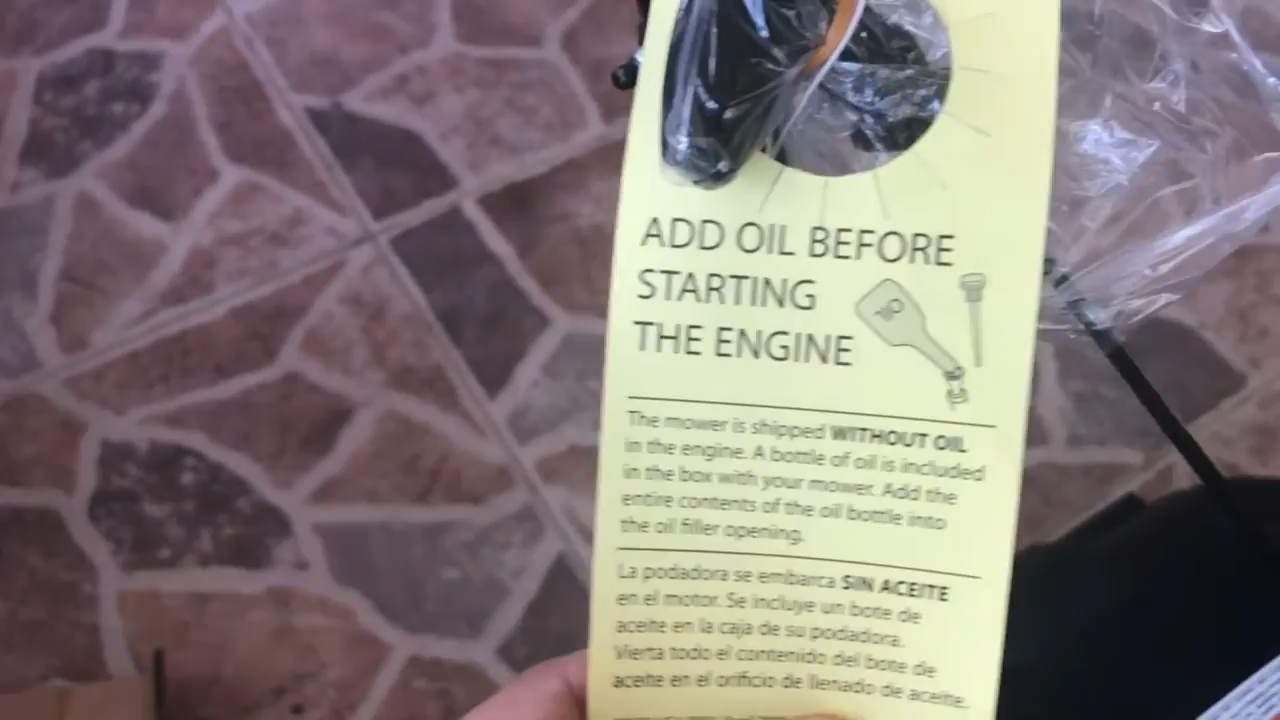 ADD OIL BEFORE
STARTING
THE ENGINE
The mower is shipped WITHOUT OIL
in the engine. A bottle of oil is included
in the box with your mower. Add the
entire contents of the oil bottle into
the oil filler opening.
La podadora se embarca SIN ACEITE
en el motor. Se incluye un bote de
aceite en la caja de su podadora.
Vierta todo el contenido del bote de
aceite en el orificio de llenado de aceite.